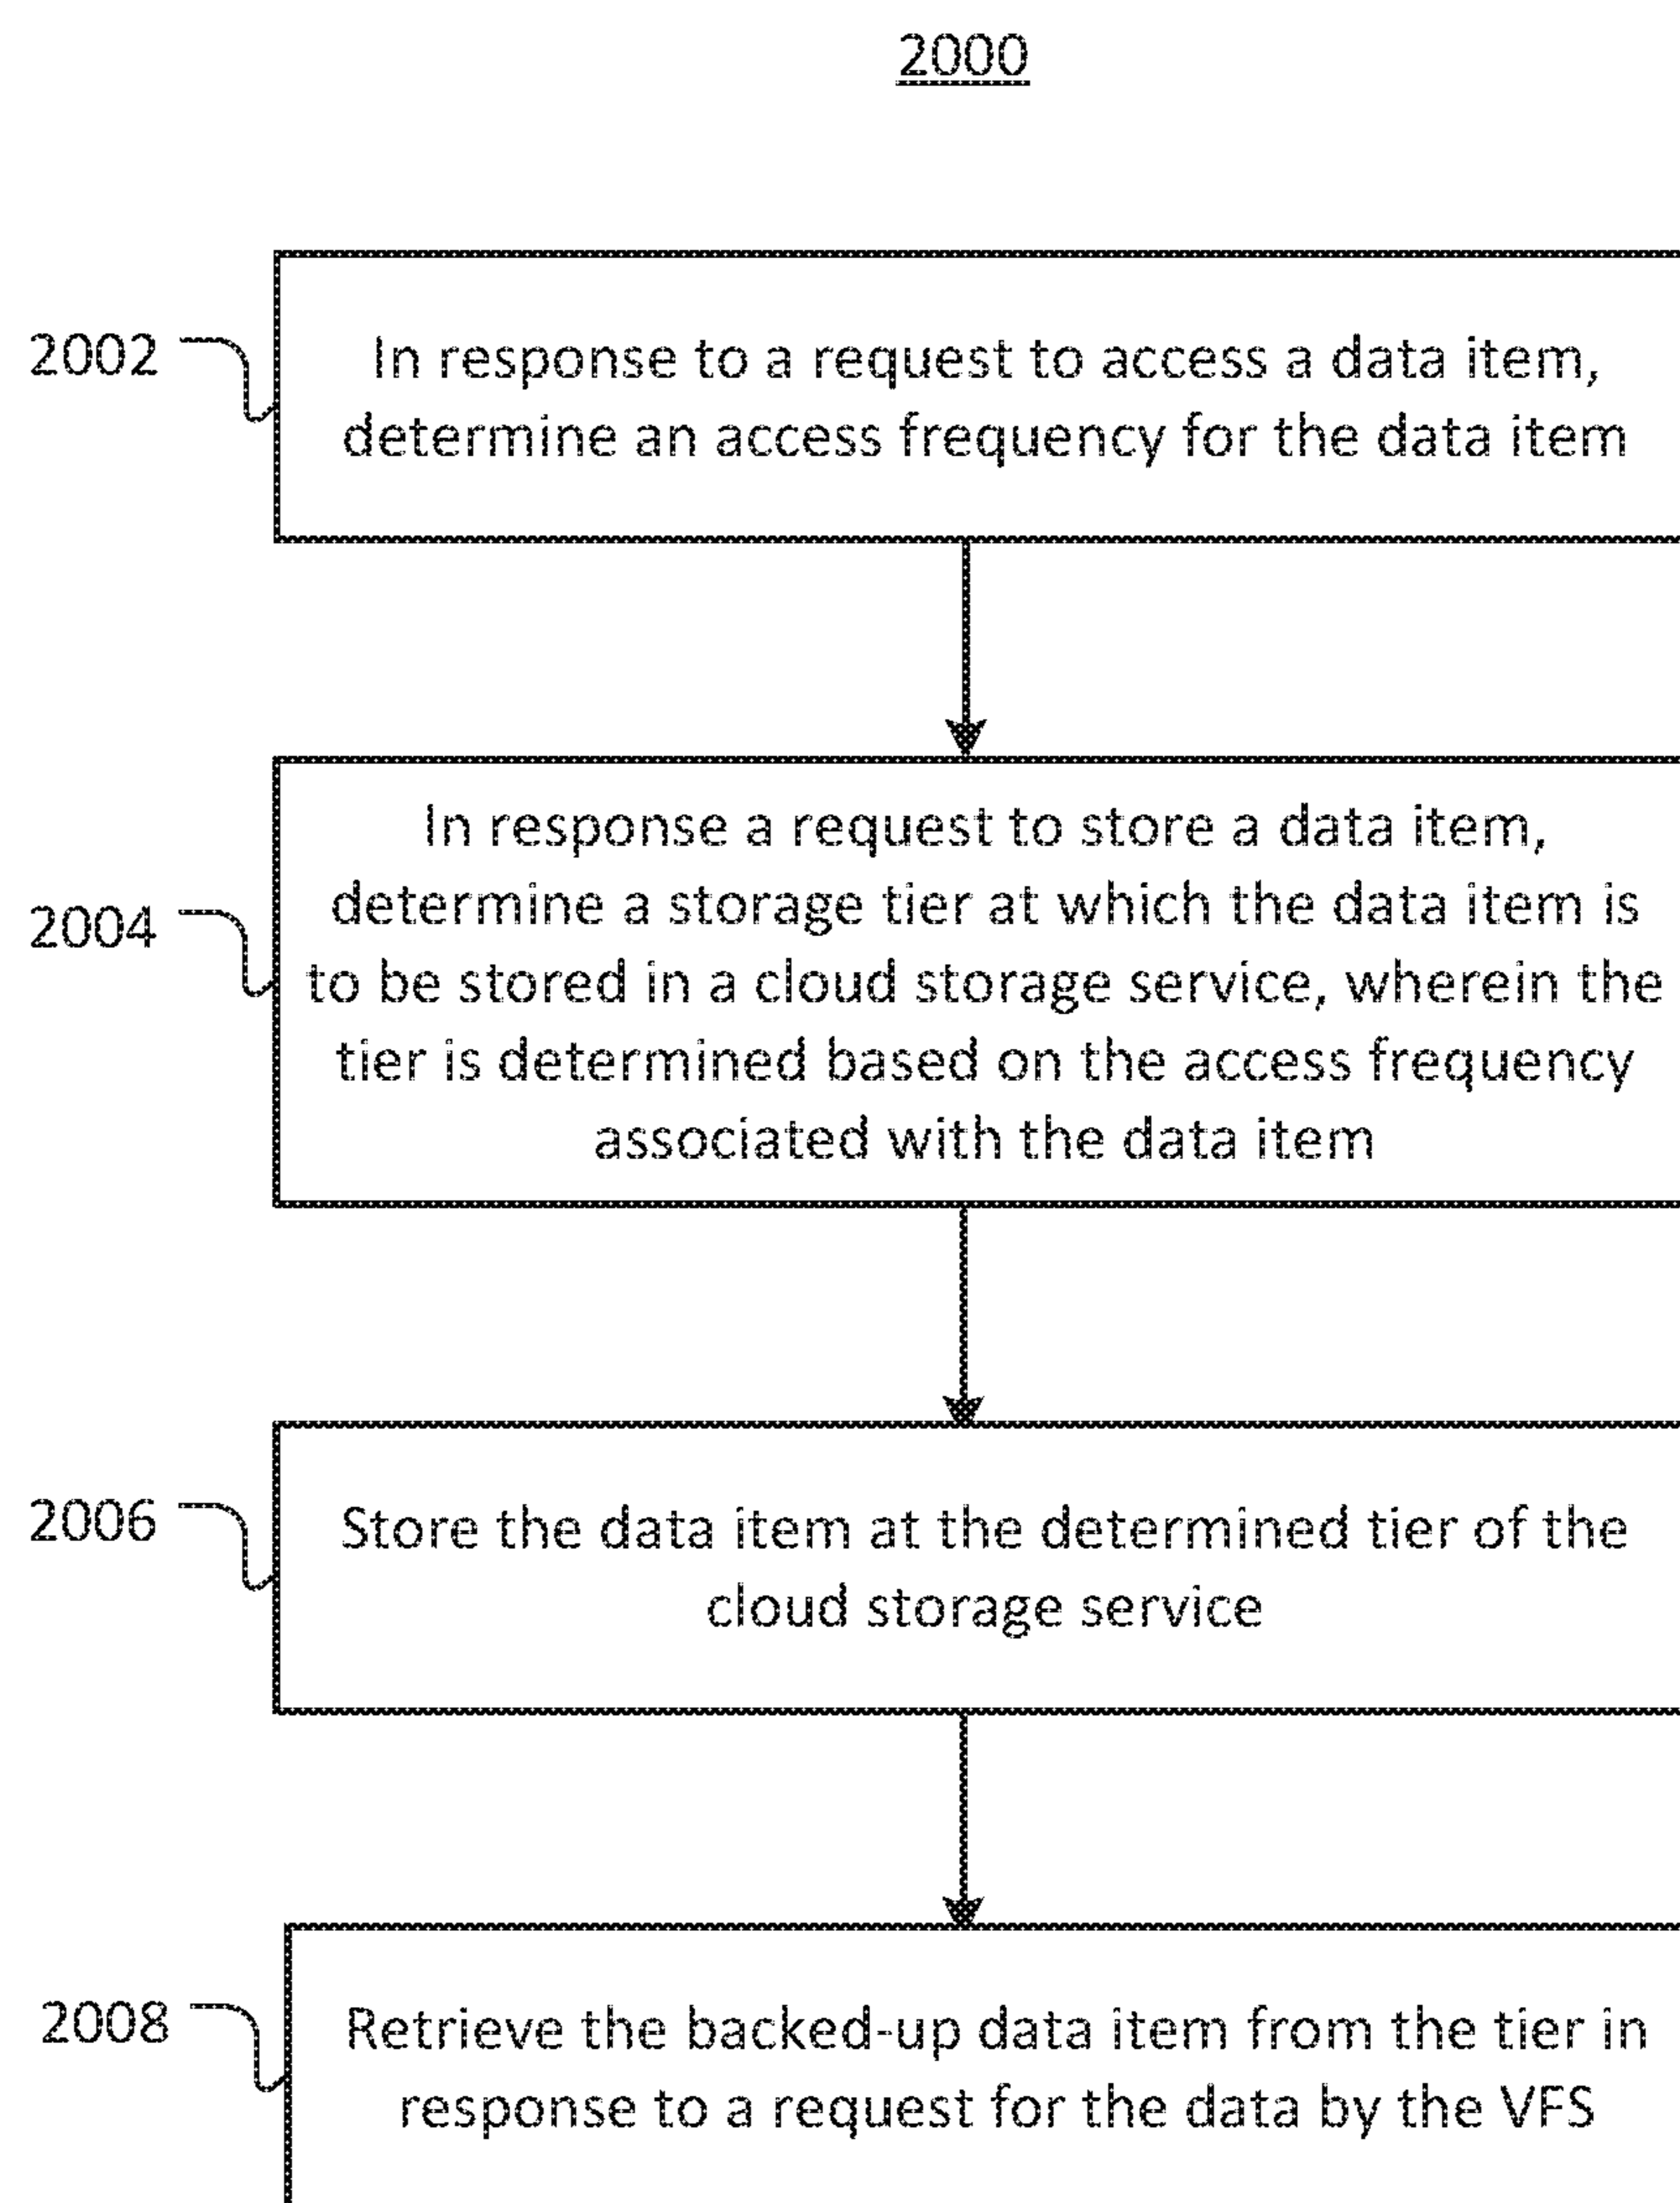 2000
2002
In response to a request to access a data item,
determine an access frequency for the data item
2004
In response a request to store a data item,
determine a storage tier at which the data item is
to be stored in a cloud storage service, wherein the
tier is determined based on the access frequency
associated with the data item
2006
Store the data item at the determined tier of the
cloud storage service
2008
Retrieve the backed-up data item from the tier in
response to a request for the data by the VFS